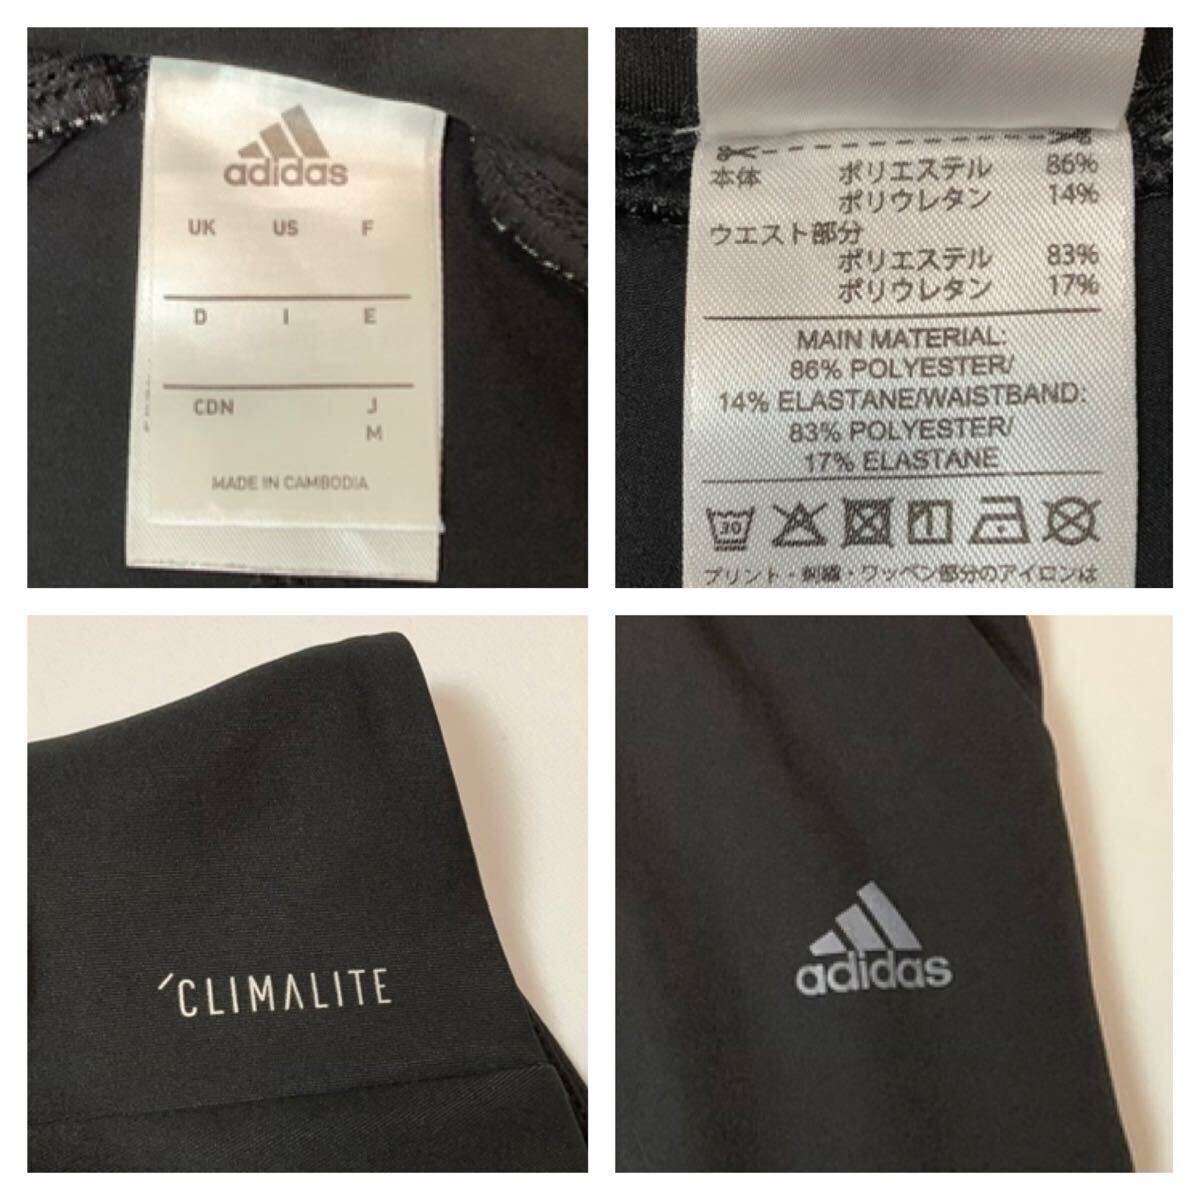 adidas
UK US F
D I E
CDN J
M
MADE IN CAMBODIA
本体 ポリエステル 86%
ポリウレタン 14%
ウエスト部分
ポリエステル 83%
ポリウレタン 17%
MAIN MATERIAL:
86% POLYESTER/
14% ELASTANE/WAISTBAND:
83% POLYESTER/
17% ELASTANE
30
プリント・刺繍・ワッペン部分のアイロンは
CLIMALITE
adidas